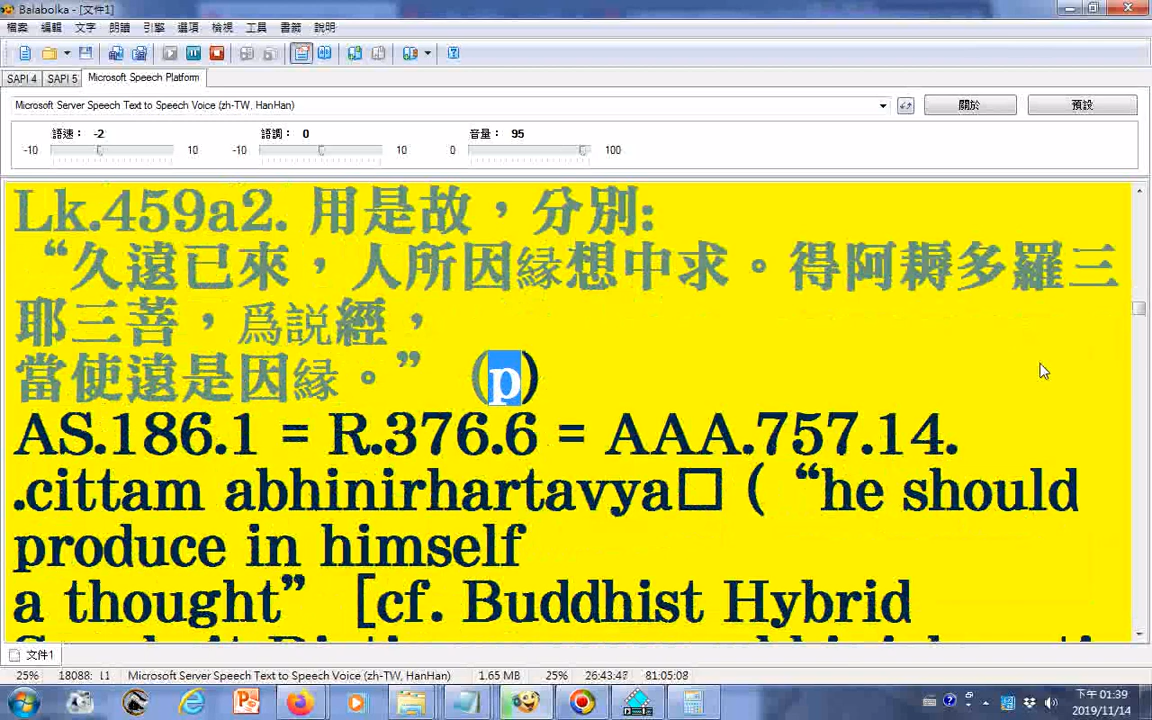 Balabolka - [文件1]
檔案 編輯 文字 朗讀 引擎 選項 檢視 工具 書籤 說明
SAPI 4 SAPI 5 Microsoft Speech Platform
Microsoft Server Speech Text to Speech Voice (zh-TW, HanHan) 關於 預設
語速： -2 語調： 0 音量： 95
-10 10 -10 10 0 100
Lk.459a2. 用是故，分別:
“久遠已來，人所因縁想中求。得阿耨多羅三
耶三菩，爲説經，
當使遠是因縁。” (p)
AS.186.1 = R.376.6 = AAA.757.14.
.cittam abhinirhartavya□ (“he should
produce in himself
a thought” [cf. Buddhist Hybrid
文件1
25% 18088: 11 Microsoft Server Speech Text to Speech Voice (zh-TW, HanHan) 1.65 MB 25% 26:43:43 81:05:08
下午 01:39
2019/11/14